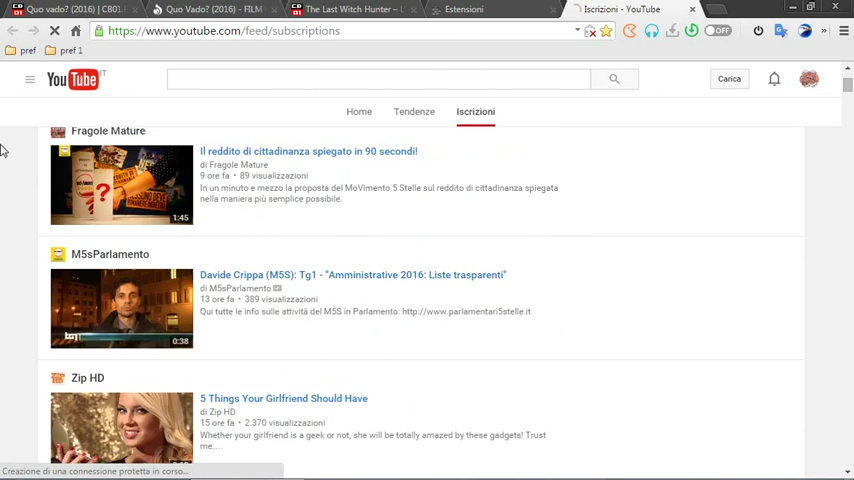 Quo vado? (2016) | CB01.
Quo Vado? (2016) - FILM
The Last Witch Hunter – L
Estensioni
Iscrizioni - YouTube
https://www.youtube.com/feed/subscriptions
OFF
pref
pref 1
YouTube IT
Carica
Home
Tendenze
Iscrizioni
Fragole Mature
Il reddito di cittadinanza spiegato in 90 secondi!
di Fragole Mature
9 ore fa • 89 visualizzazioni
In un minuto e mezzo la proposta del MoVimento 5 Stelle sul reddito di cittadinanza spiegata
nella maniera più semplice possibile.
1:45
M5sParlamento
Davide Crippa (M5S): Tg1 - "Amministrative 2016: Liste trasparenti"
di M5sParlamento
13 ore fa • 389 visualizzazioni
Qui tutte le info sulle attività del M5S in Parlamento: http://www.parlamentari5stelle.it
0:38
Zip HD
5 Things Your Girlfriend Should Have
di Zip HD
15 ore fa • 2.370 visualizzazioni
Whether your girlfriend is a geek or not, she will be totally amazed by these gadgets! Trust
me....
Creazione di una connessione protetta in corso...